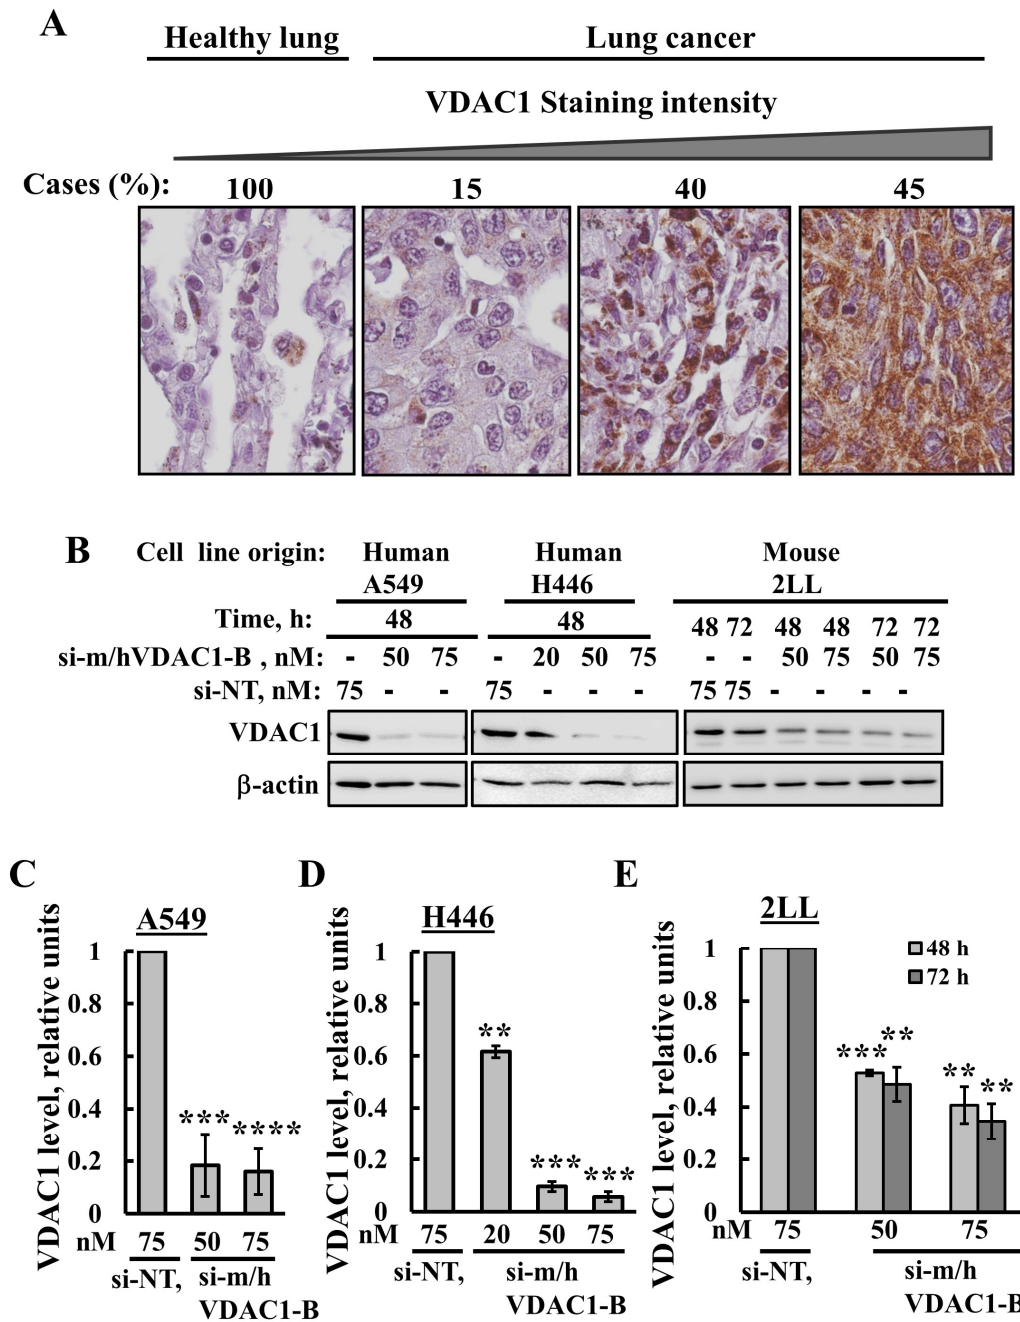 A
Healthy lung Lung cancer
VDAC1 Staining intensity
Cases (%): 100 15 40 45
B Cell line origin: Human Human Mouse
A549 H446 2LL
Time, h: 48 48 48 72 48 48 72 72
si-m/hVDAC1-B , nM: - 50 75 - 20 50 75 - - 50 75 50 75
si-NT, nM: 75 - - 75 - - - 75 75 - - - -
VDAC1
β-actin
C
A549
VDAC1 level, relative units
1
0.8
0.6
0.4
0.2
0
*** ****
nM 75 50 75
si-NT, si-m/h
VDAC1-B
D
H446
VDAC1 level, relative units
1
0.8
0.6
0.4
0.2
0
** *** ***
nM 75 20 50 75
si-NT, si-m/h
VDAC1-B
E
2LL
VDAC1 level, relative units
1
0.8
0.6
0.4
0.2
0
48 h
72 h
*** ** ** **
nM 75 50 75
si-NT, si-m/h
VDAC1-B